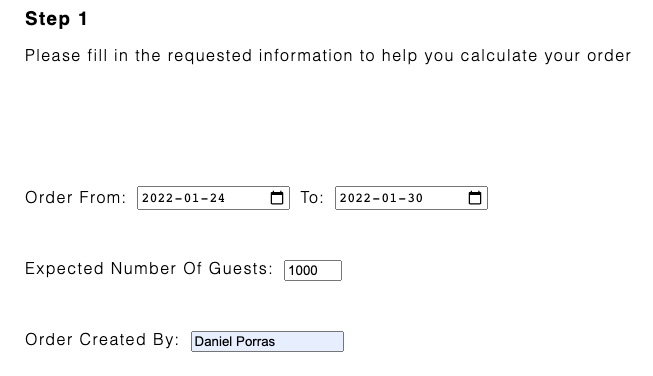 Step 1
Please fill in the requested information to help you calculate your order
Order From: 2022-01-24 To: 2022-01-30
Expected Number Of Guests: 1000
Order Created By: Daniel Porras